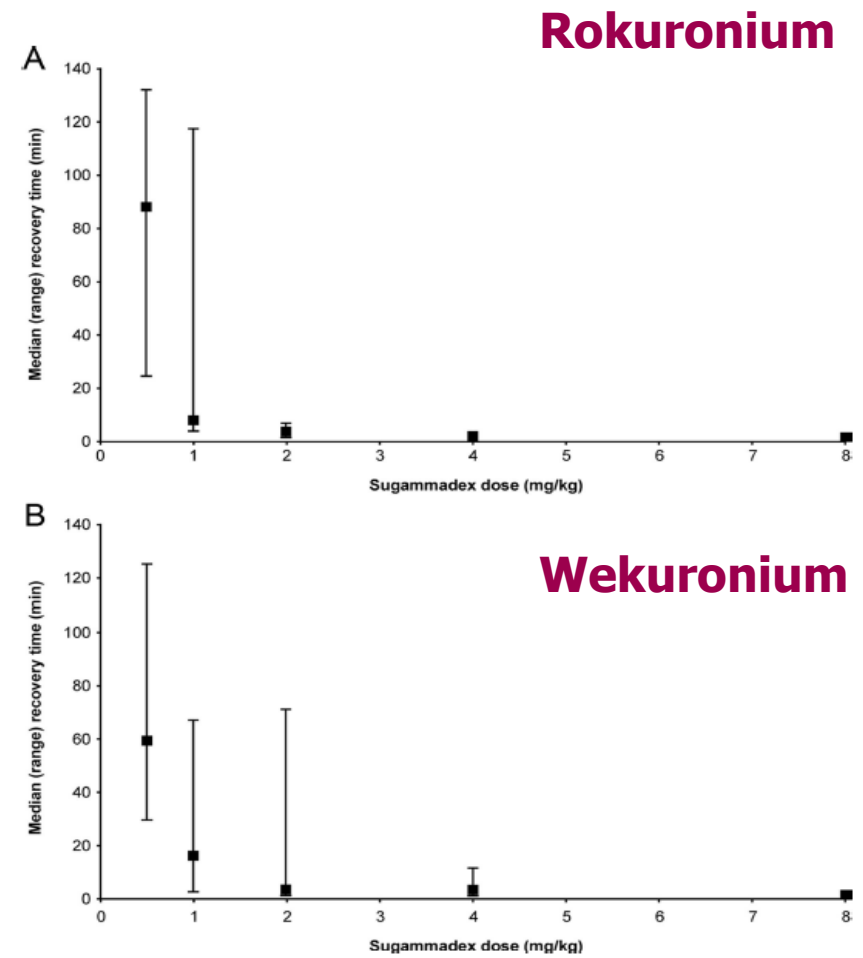 Rokuronium
A
140
120
100
80
60
40
20
0
Median (range) recovery time (min)
0 1 2 3 4 5 6 7 8
Sugammadex dose (mg/kg)
B
Wekuronium
140
120
100
80
60
40
20
0
Median (range) recovery time (min)
0 1 2 3 4 5 6 7 8
Sugammadex dose (mg/kg)